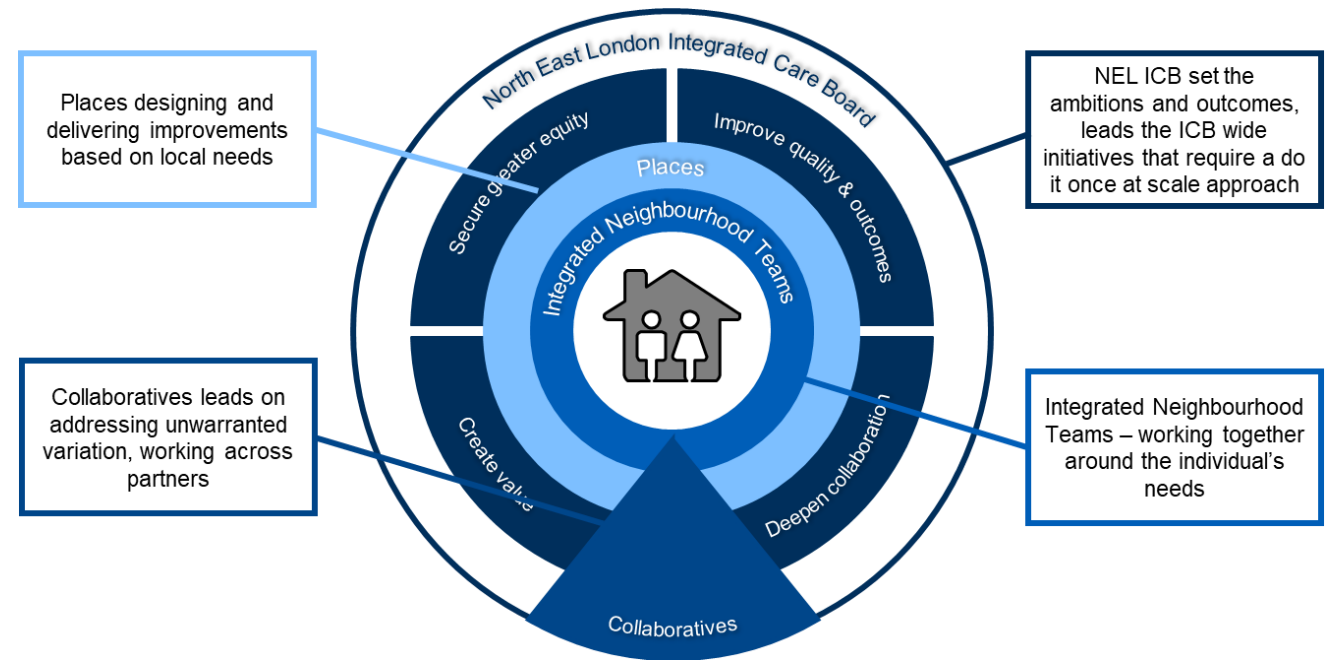 North East London Integrated Care Board
Places designing and
delivering improvements
based on local needs
NEL ICB set the
ambitions and outcomes,
leads the ICB wide
initiatives that require a do
it once at scale approach
Secure greater equity
Improve quality & outcomes
Places
Integrated Neighbourhood Teams
Collaboratives leads on
addressing unwarranted
variation, working across
partners
Integrated Neighbourhood
Teams – working together
around the individual's
needs
Create value
Deepen collaboration
Collaboratives